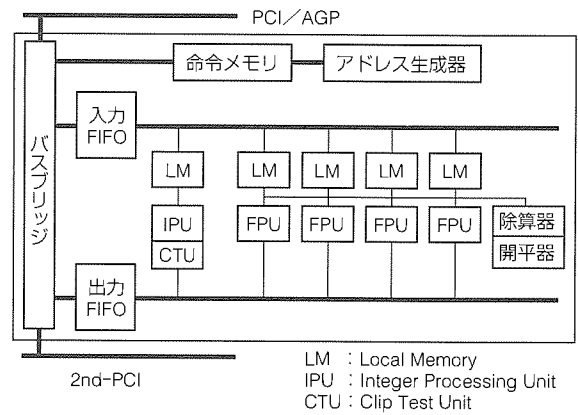 PCI／AGP
命令メモリ
アドレス生成器
バスブリッジ
入力
FIFO
LM
LM
LM
LM
LM
IPU
CTU
FPU
FPU
FPU
FPU
除算器
開平器
出力
FIFO
2nd-PCI
LM : Local Memory
IPU : Integer Processing Unit
CTU : Clip Test Unit